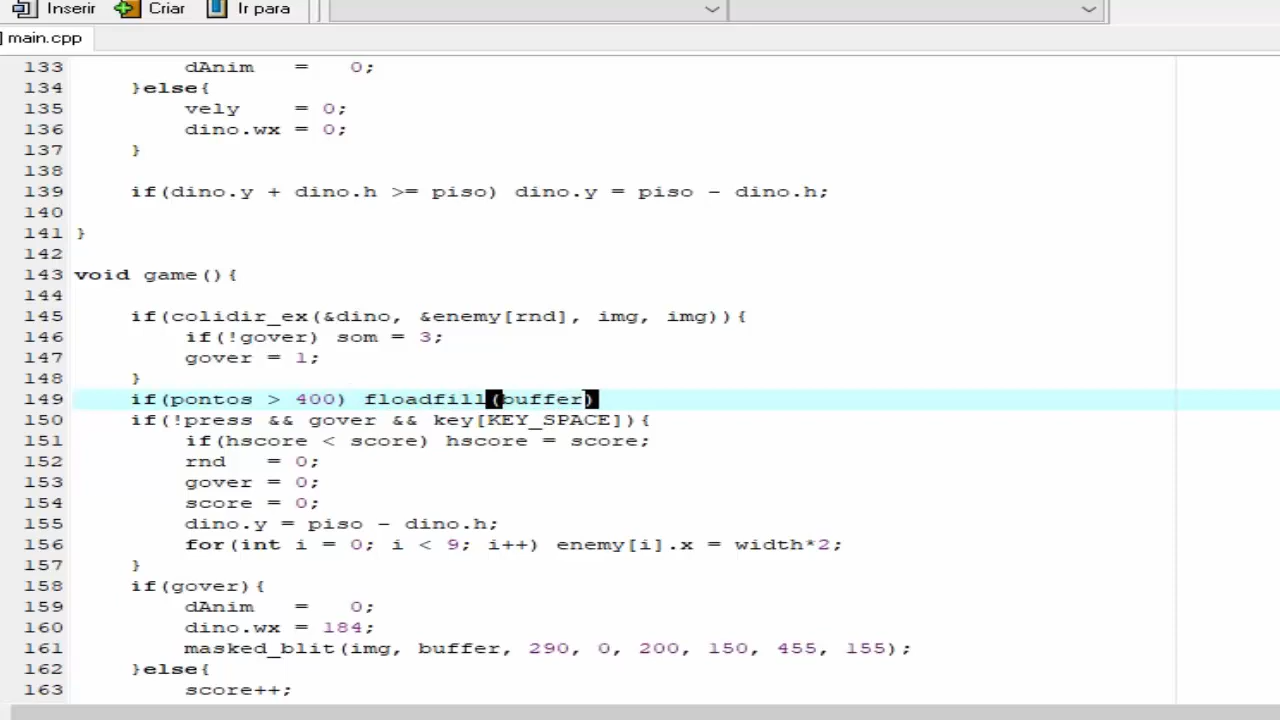 Inserir Criar Ir para
main.cpp
133 dAnim = 0;
134 }else{
135 vely = 0;
136 dino.wx = 0;
137 }
138
139 if(dino.y + dino.h >= piso) dino.y = piso - dino.h;
140
141 }
142
143 void game(){
144
145 if(colidir_ex(&dino, &enemy[rnd], img, img)){
146 if(!gover) som = 3;
147 gover = 1;
148 }
149 if(pontos > 400) floadfill(buffer)
150 if(!press && gover && key[KEY_SPACE]){
151 if(hscore < score) hscore = score;
152 rnd = 0;
153 gover = 0;
154 score = 0;
155 dino.y = piso - dino.h;
156 for(int i = 0; i < 9; i++) enemy[i].x = width*2;
157 }
158 if(gover){
159 dAnim = 0;
160 dino.wx = 184;
161 masked_blit(img, buffer, 290, 0, 200, 150, 455, 155);
162 }else{
163 score++;